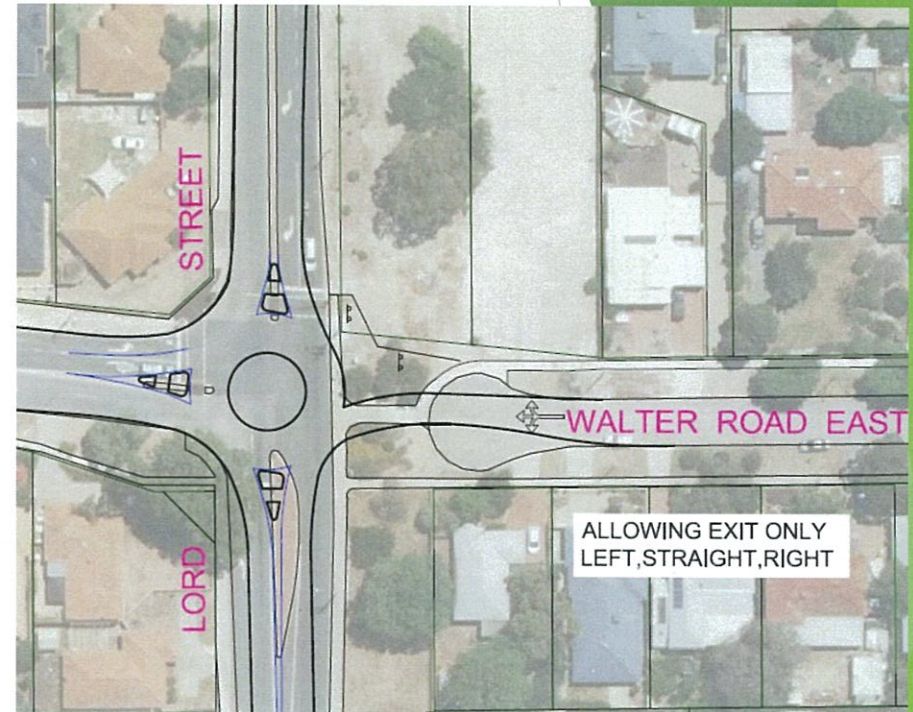 STREET
WALTER ROAD EAST
ALLOWING EXIT ONLY
LEFT,STRAIGHT,RIGHT
LORD